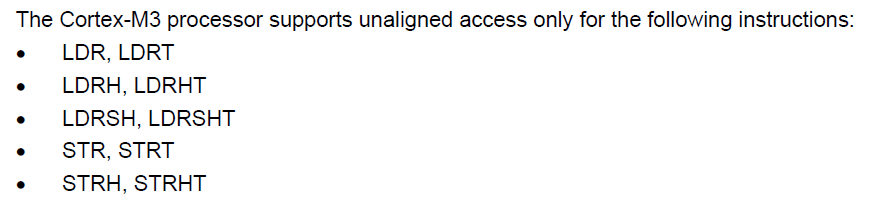 The Cortex-M3 processor supports unaligned access only for the following instructions:
• LDR, LDRT
• LDRH, LDRHT
• LDRSH, LDRSHT
• STR, STRT
• STRH, STRHT